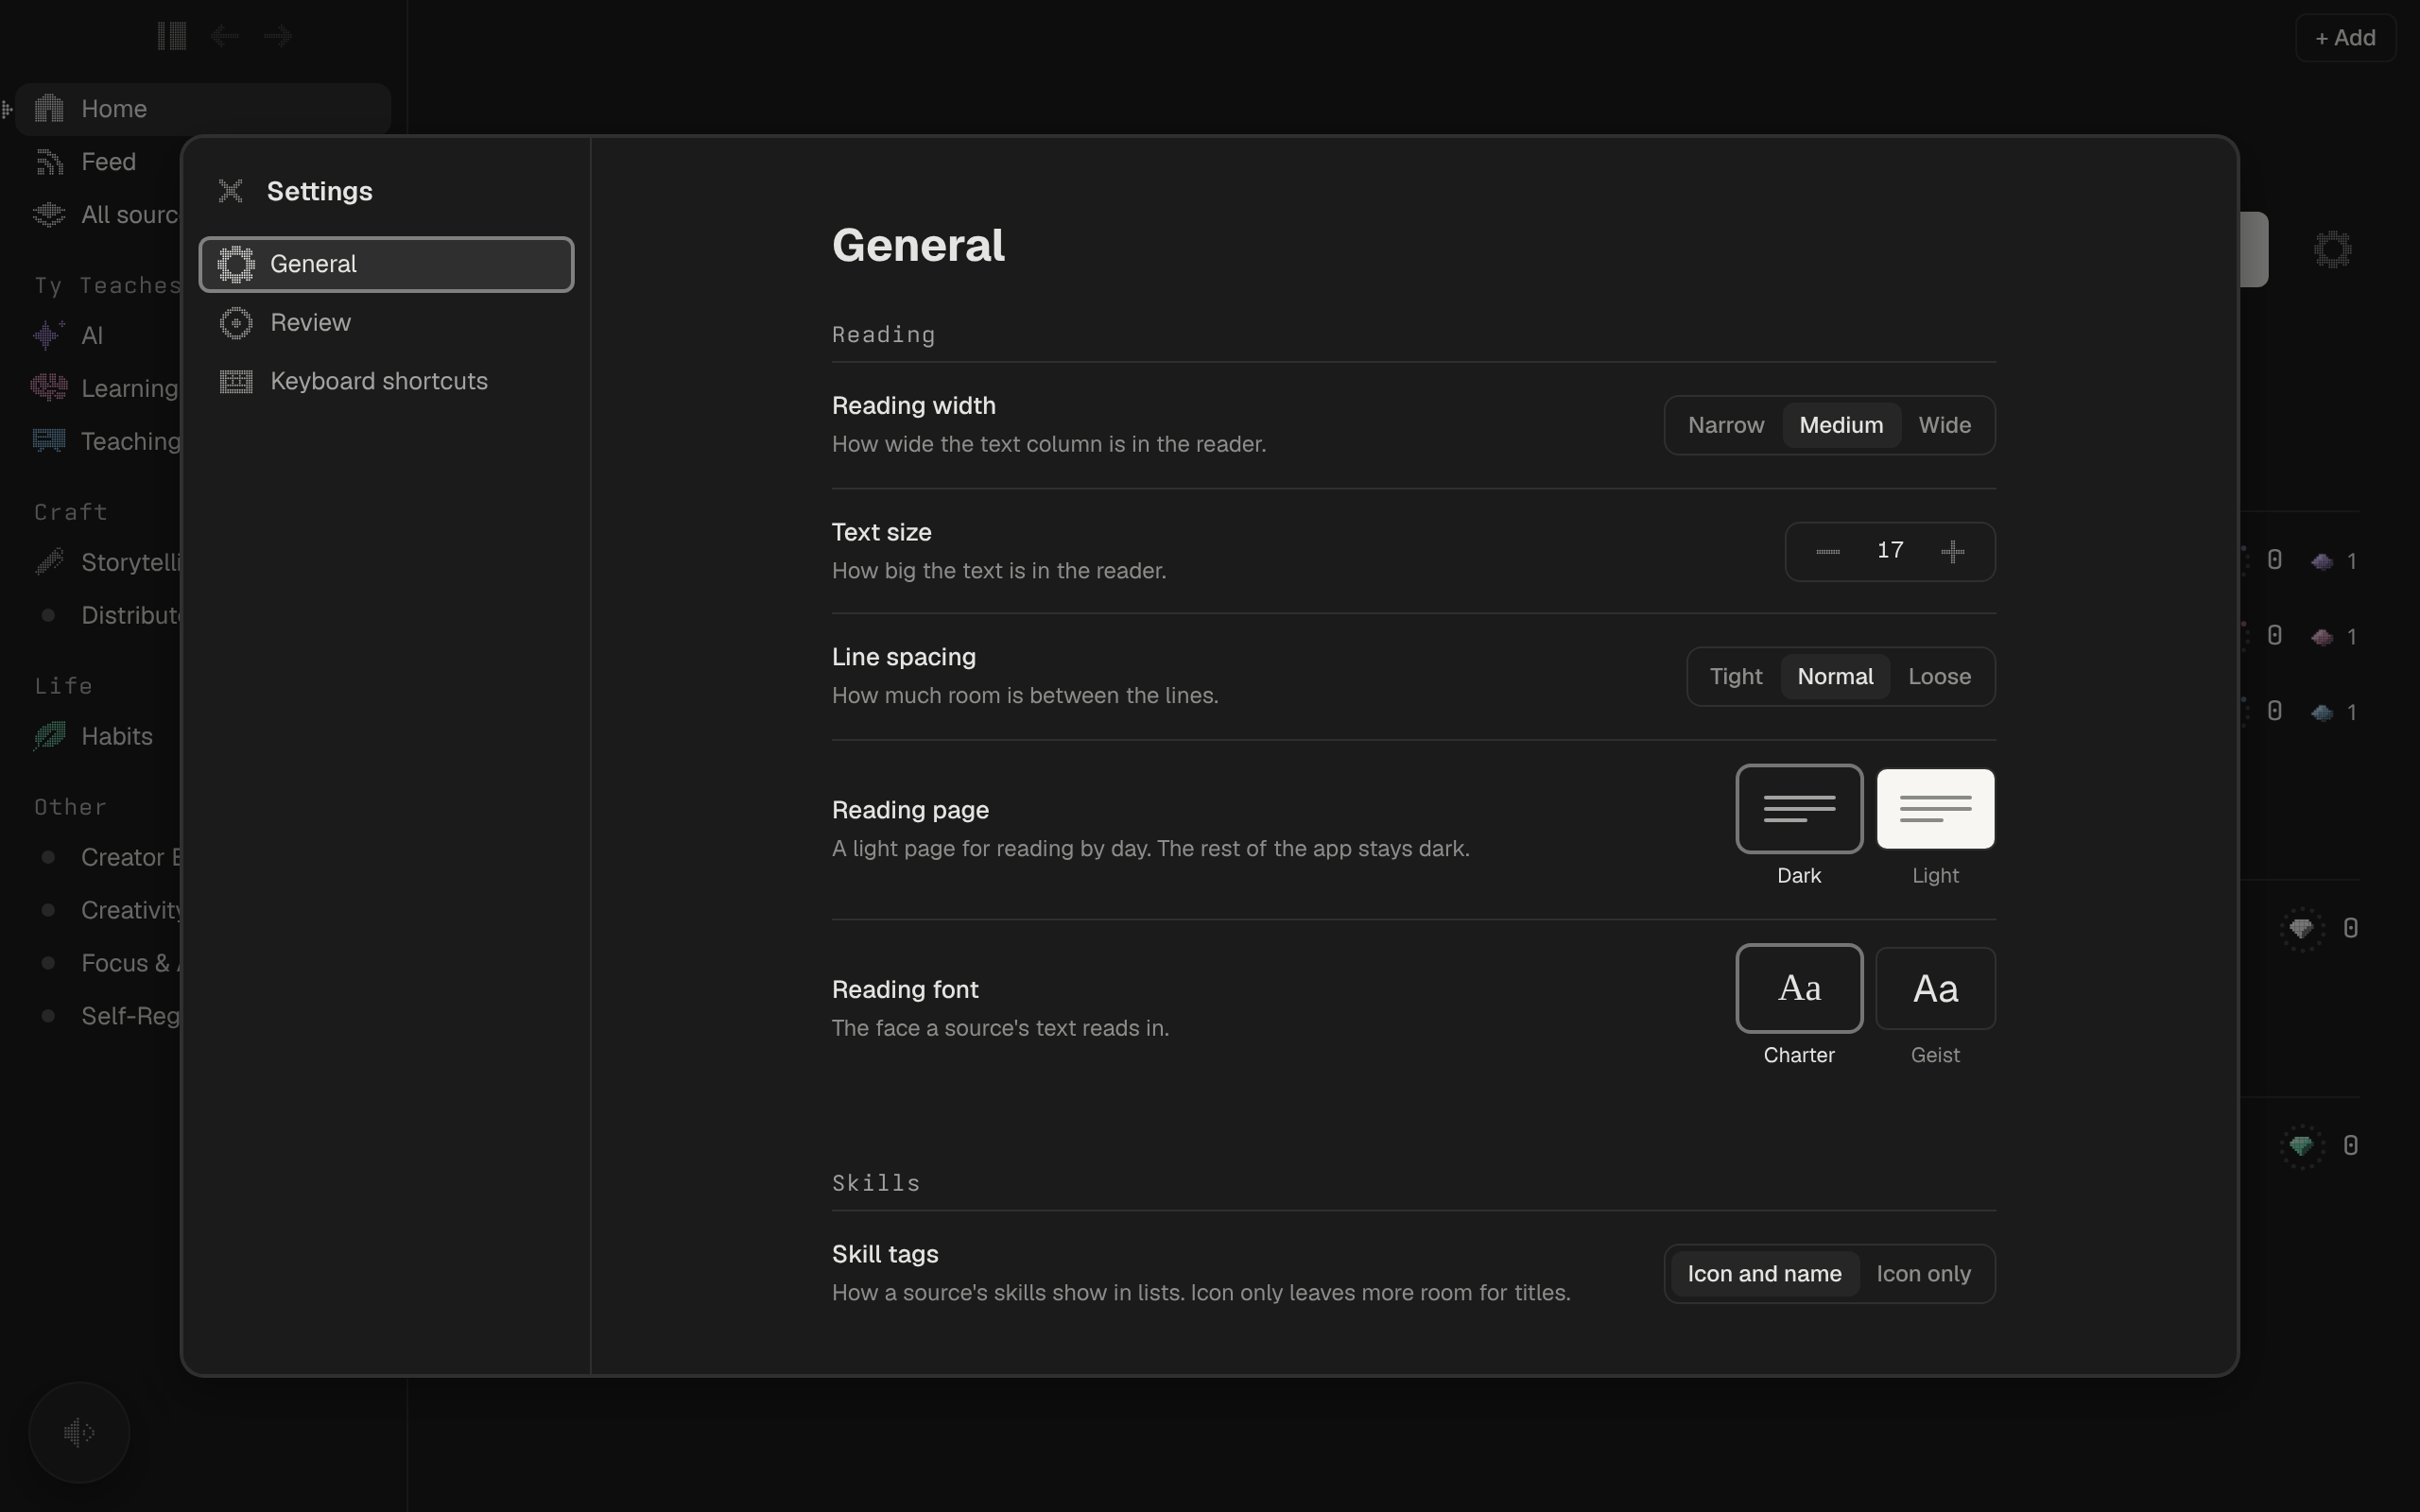 + Add
Home
Feed
All sourc
Ty Teaches
AI
Learning
Teaching
Craft
Storytelli
Distribut
Life
Habits
Other
Creator
Creativity
Focus &
Self-Reg
Settings
General
Review
Keyboard shortcuts
General
Reading
Reading width
How wide the text column is in the reader.
Narrow Medium Wide
Text size
How big the text is in the reader.
17
Line spacing
How much room is between the lines.
Tight Normal Loose
Reading page
A light page for reading by day. The rest of the app stays dark.
Dark Light
Reading font
The face a source's text reads in.
Aa Aa
Charter Geist
Skills
Skill tags
How a source's skills show in lists. Icon only leaves more room for titles.
Icon and name Icon only
0 1
0 1
0 1
0
0